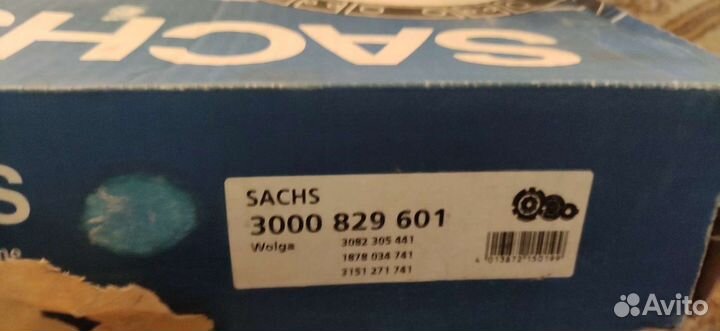 SACHS
SACHS
3000 829 601
Wolga
3082 305 441
1878 034 741
3151 271 741
Avito